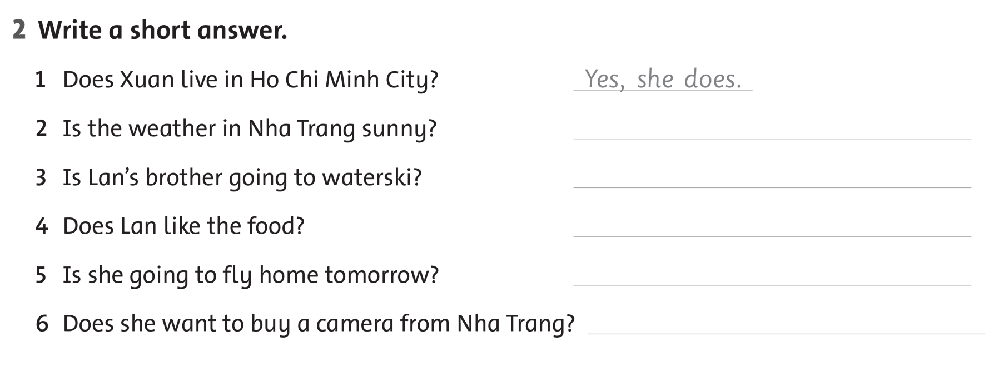 2 Write a short answer.
1 Does Xuan live in Ho Chi Minh City? Yes, she does.
2 Is the weather in Nha Trang sunny?
3 Is Lan’s brother going to waterski?
4 Does Lan like the food?
5 Is she going to fly home tomorrow?
6 Does she want to buy a camera from Nha Trang?